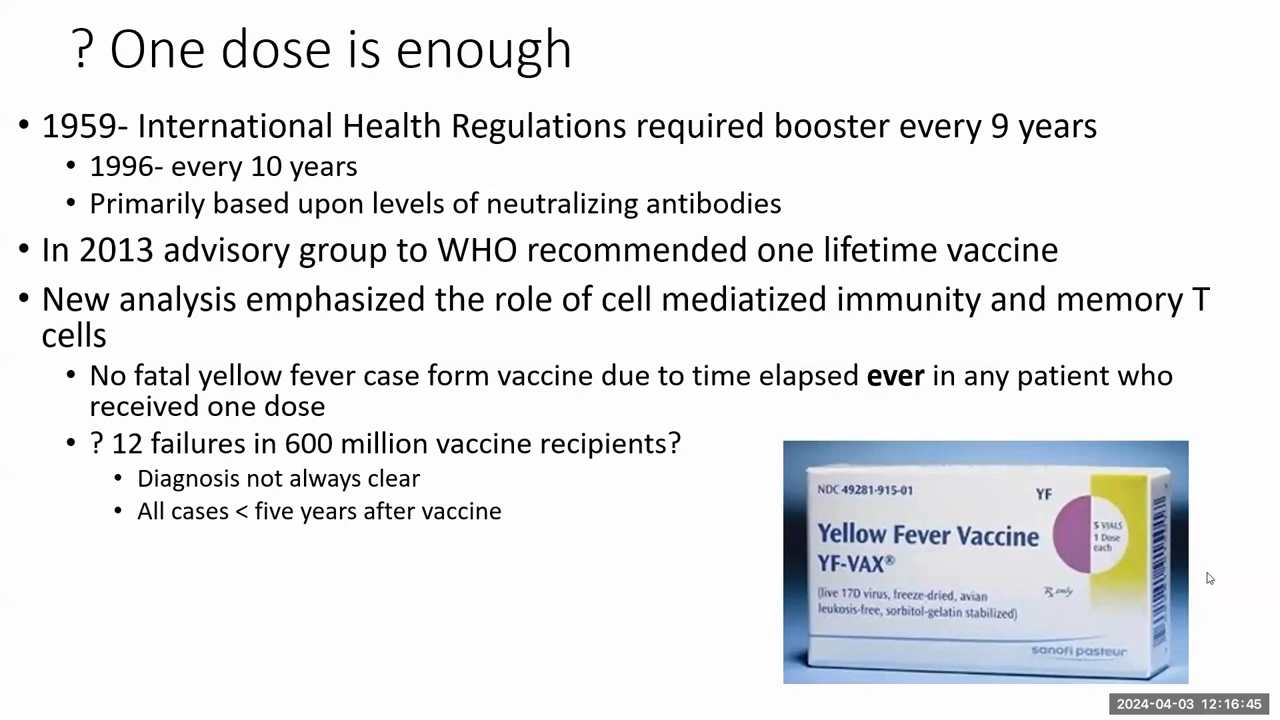 ? One dose is enough
• 1959- International Health Regulations required booster every 9 years
• 1996- every 10 years
• Primarily based upon levels of neutralizing antibodies
• In 2013 advisory group to WHO recommended one lifetime vaccine
• New analysis emphasized the role of cell mediatized immunity and memory T
cells
• No fatal yellow fever case form vaccine due to time elapsed ever in any patient who
received one dose
• ? 12 failures in 600 million vaccine recipients?
• Diagnosis not always clear
• All cases < five years after vaccine
NDC 49281-915-01
YF
5 VIALS
1 Dose
each
Yellow Fever Vaccine
YF-VAX®
Rx only
(live 17D virus, freeze-dried, avian
leukosis-free, sorbitol-gelatin stabilized)
sanofi pasteur
2024-04-03 12:16:45